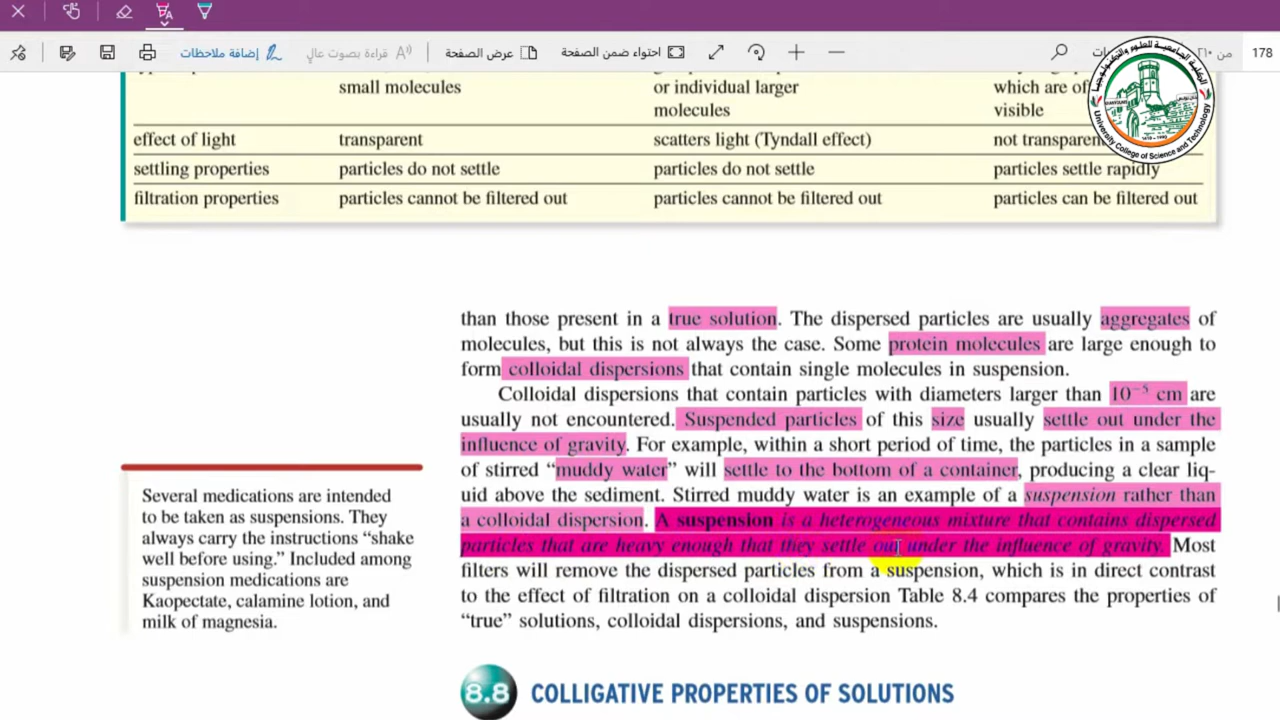 إضافة ملاحظات
قراءة بصوت عالٍ
عرض الصفحة
احتواء ضمن الصفحة
من
178
small molecules
or individual larger
molecules
which are of
visible
effect of light transparent scatters light (Tyndall effect) not transparent
settling properties particles do not settle particles do not settle particles settle rapidly
filtration properties particles cannot be filtered out particles cannot be filtered out particles can be filtered out
University College of Science and Technology
than those present in a true solution. The dispersed particles are usually aggregates of
molecules, but this is not always the case. Some protein molecules are large enough to
form colloidal dispersions that contain single molecules in suspension.
Colloidal dispersions that contain particles with diameters larger than 10⁻⁵ cm are
usually not encountered. Suspended particles of this size usually settle out under the
influence of gravity. For example, within a short period of time, the particles in a sample
of stirred “muddy water” will settle to the bottom of a container, producing a clear liq-
uid above the sediment. Stirred muddy water is an example of a suspension rather than
a colloidal dispersion. A suspension is a heterogeneous mixture that contains dispersed
particles that are heavy enough that they settle out under the influence of gravity. Most
filters will remove the dispersed particles from a suspension, which is in direct contrast
to the effect of filtration on a colloidal dispersion Table 8.4 compares the properties of
“true” solutions, colloidal dispersions, and suspensions.
Several medications are intended
to be taken as suspensions. They
always carry the instructions “shake
well before using.” Included among
suspension medications are
Kaopectate, calamine lotion, and
milk of magnesia.
8.8 COLLIGATIVE PROPERTIES OF SOLUTIONS